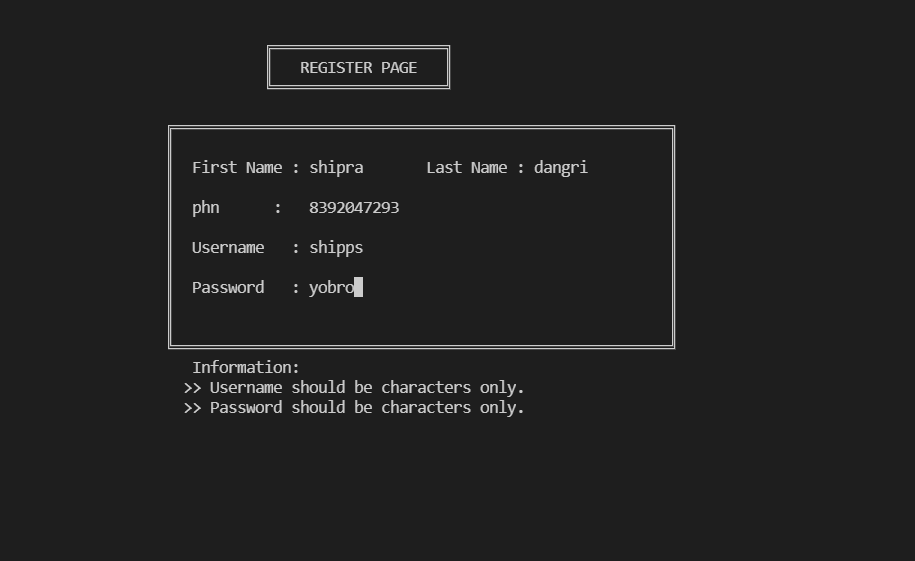 REGISTER PAGE
First Name : shipra Last Name : dangri
phn : 8392047293
Username : shipps
Password : yobro
Information:
>> Username should be characters only.
>> Password should be characters only.